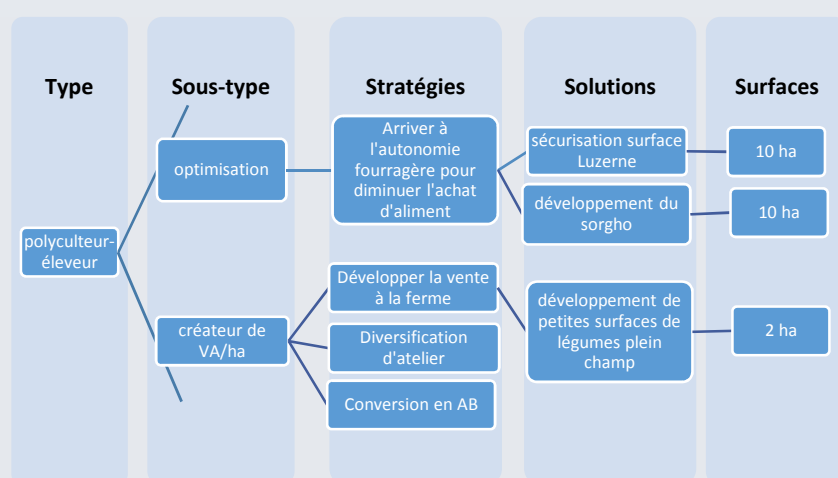 Type
Sous-type
Stratégies
Solutions
Surfaces
polyculteur-
éleveur
optimisation
Arriver à
l'autonomie
fourragère pour
diminuer l'achat
d'aliment
sécurisation surface
Luzerne
10 ha
développement du
sorgho
10 ha
créateur de
VA/ha
Développer la vente
à la ferme
Diversification
d'atelier
Conversion en AB
développement de
petites surfaces de
légumes plein
champ
2 ha